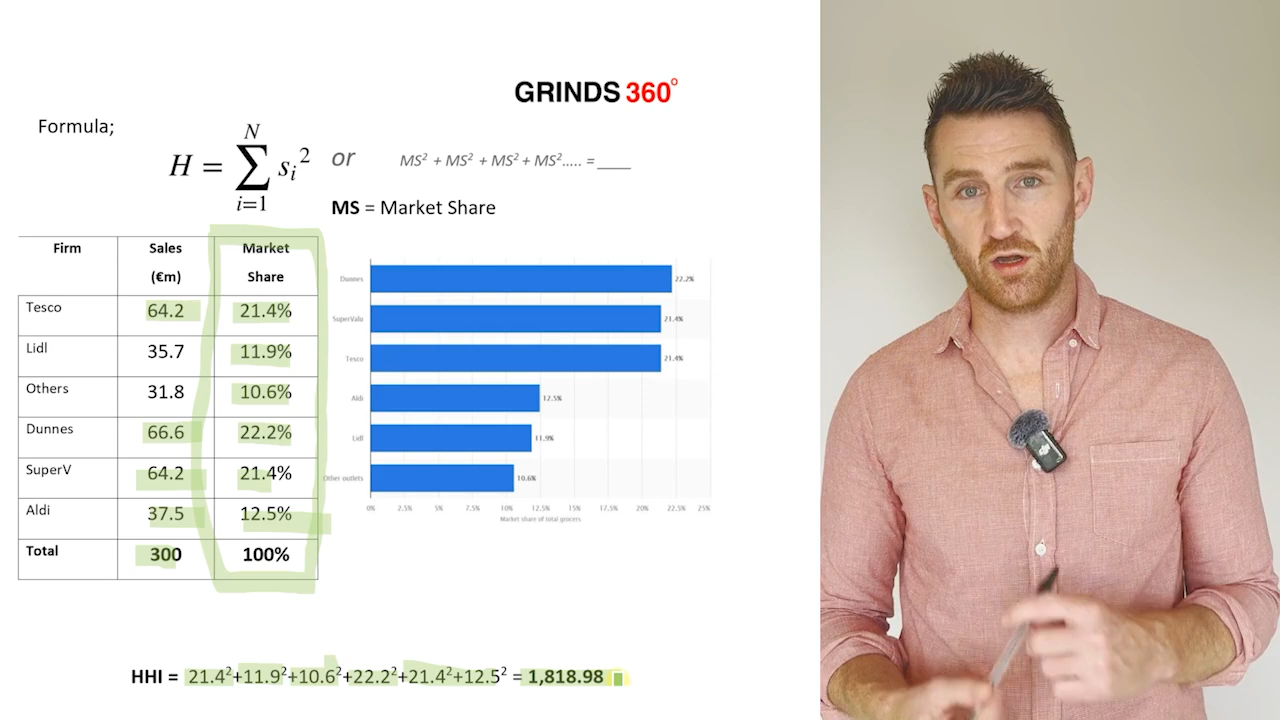 GRINDS 360°
Formula;
H = ∑ N i=1 sᵢ² or MS² + MS² + MS² + MS²..... = ____
MS = Market Share
Firm Sales (€m) Market Share
Tesco 64.2 21.4%
Lidl 35.7 11.9%
Others 31.8 10.6%
Dunnes 66.6 22.2%
SuperV 64.2 21.4%
Aldi 37.5 12.5%
Total 300 100%
Dunnes 22.2%
SuperValu 21.4%
Tesco 21.4%
Aldi 12.5%
Lidl 11.9%
Other outlets 10.6%
0% 2.5% 5% 7.5% 10% 12.5% 15% 17.5% 20% 22.5% 25%
Market share of total grocers
HHI = 21.4²+11.9²+10.6²+22.2²+21.4²+12.5² = 1,818.98